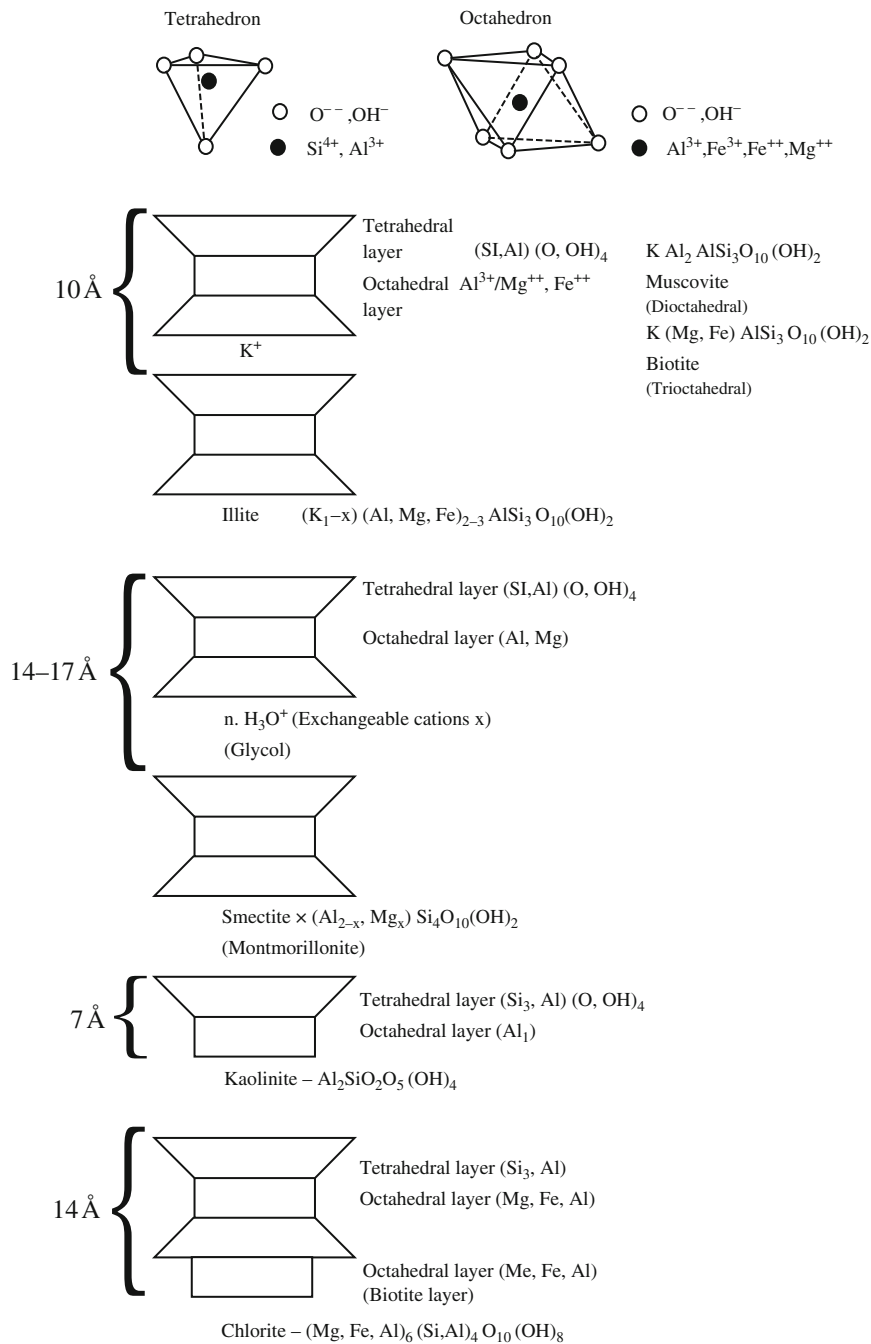 Tetrahedron
Octahedron
O⁻⁻,OH⁻
Si⁴⁺, Al³⁺
O⁻⁻,OH⁻
Al³⁺,Fe³⁺,Fe⁺⁺,Mg⁺⁺
10 Å
Tetrahedral
layer (SI,Al) (O, OH)₄
Octahedral Al³⁺/Mg⁺⁺, Fe⁺⁺
layer
K Al₂ AlSi₃O₁₀(OH)₂
Muscovite
(Dioctahedral)
K (Mg, Fe) AlSi₃ O₁₀(OH)₂
Biotite
(Trioctahedral)
K⁺
Illite (K₁–x) (Al, Mg, Fe)₂₋₃ AlSi₃ O₁₀(OH)₂
14–17 Å
Tetrahedral layer (SI,Al) (O, OH)₄
Octahedral layer (Al, Mg)
n. H₃O⁺ (Exchangeable cations x)
(Glycol)
Smectite × (Al₂₋ₓ, Mgₓ) Si₄O₁₀(OH)₂
(Montmorillonite)
7 Å
Tetrahedral layer (Si₃, Al) (O, OH)₄
Octahedral layer (Al₁)
Kaolinite – Al₂SiO₂O₅(OH)₄
14 Å
Tetrahedral layer (Si₃, Al)
Octahedral layer (Mg, Fe, Al)
Octahedral layer (Me, Fe, Al)
(Biotite layer)
Chlorite – (Mg, Fe, Al)₆ (Si,Al)₄ O₁₀(OH)₈